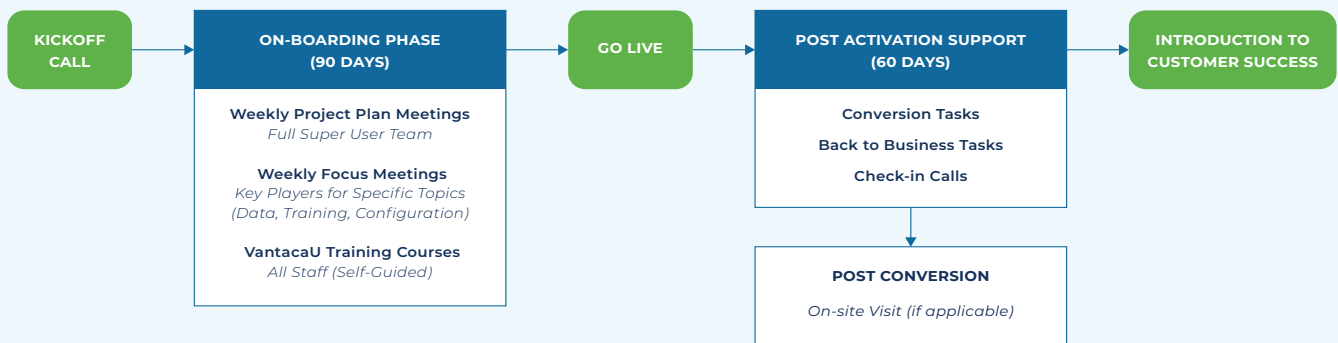 KICKOFF
CALL
ON-BOARDING PHASE
(90 DAYS)
Weekly Project Plan Meetings
Full Super User Team
Weekly Focus Meetings
Key Players for Specific Topics
(Data, Training, Configuration)
VantacaU Training Courses
All Staff (Self-Guided)
GO LIVE
POST ACTIVATION SUPPORT
(60 DAYS)
Conversion Tasks
Back to Business Tasks
Check-in Calls
POST CONVERSION
On-site Visit (if applicable)
INTRODUCTION TO
CUSTOMER SUCCESS